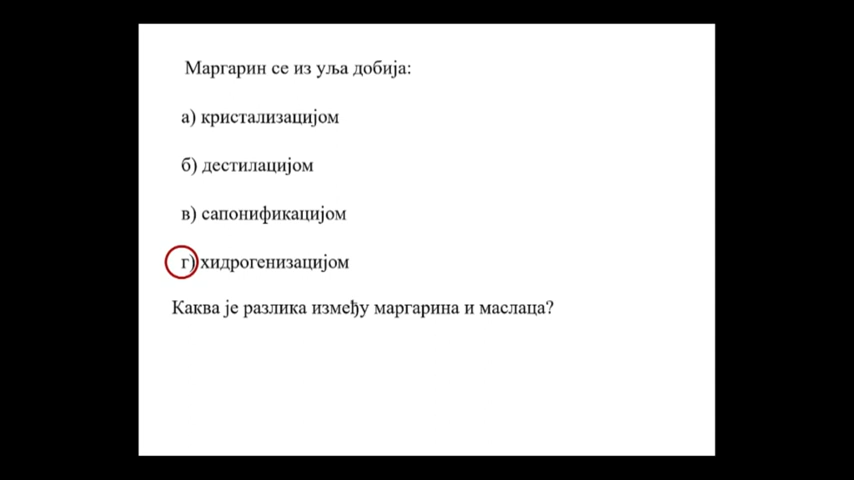 Маргарин се из уља добија:
а) кристализацијом
б) дестилацијом
в) сапонификацијом
г) хидрогенизацијом
Каква је разлика између маргарина и маслаца?